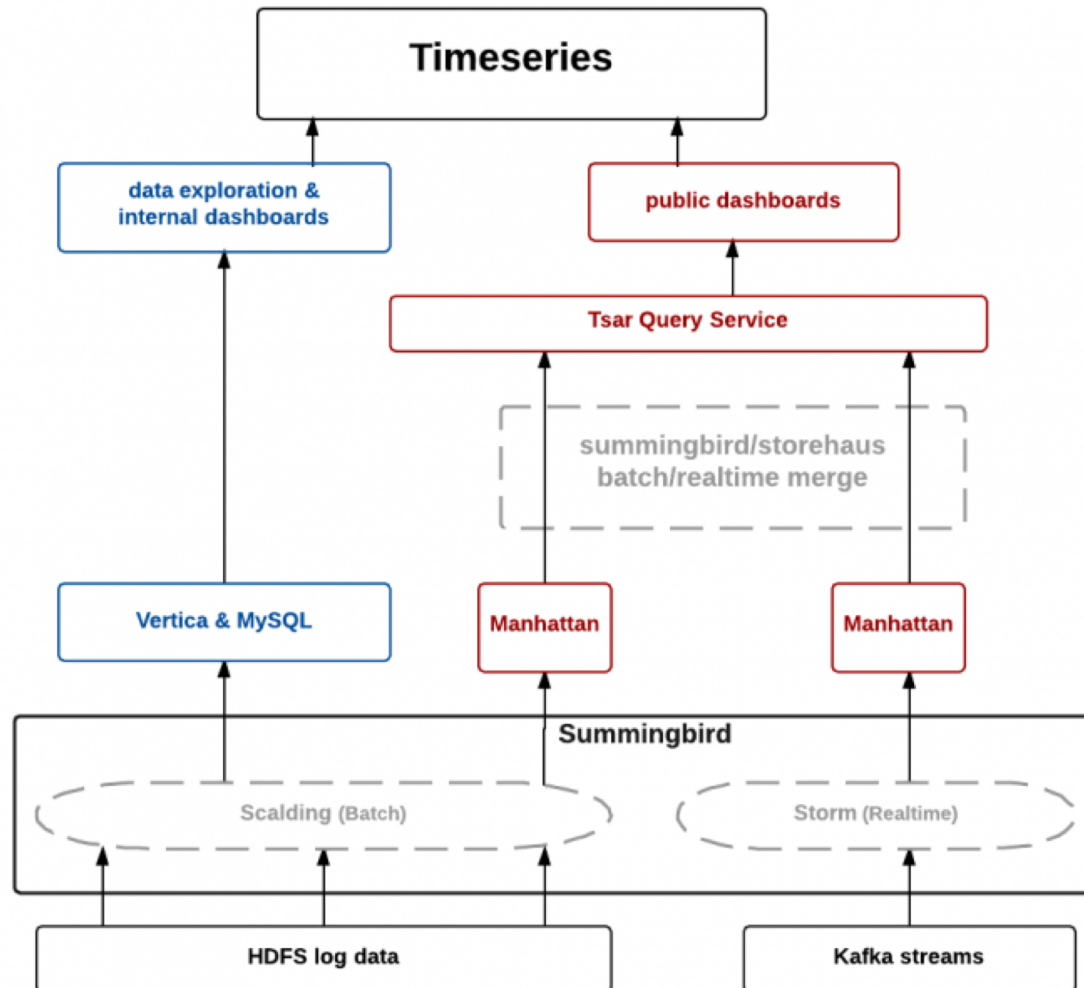 Timeseries
data exploration &
internal dashboards
public dashboards
Tsar Query Service
summingbird/storehaus
batch/realtime merge
Vertica & MySQL
Manhattan
Manhattan
Summingbird
Scalding (Batch)
Storm (Realtime)
HDFS log data
Kafka streams